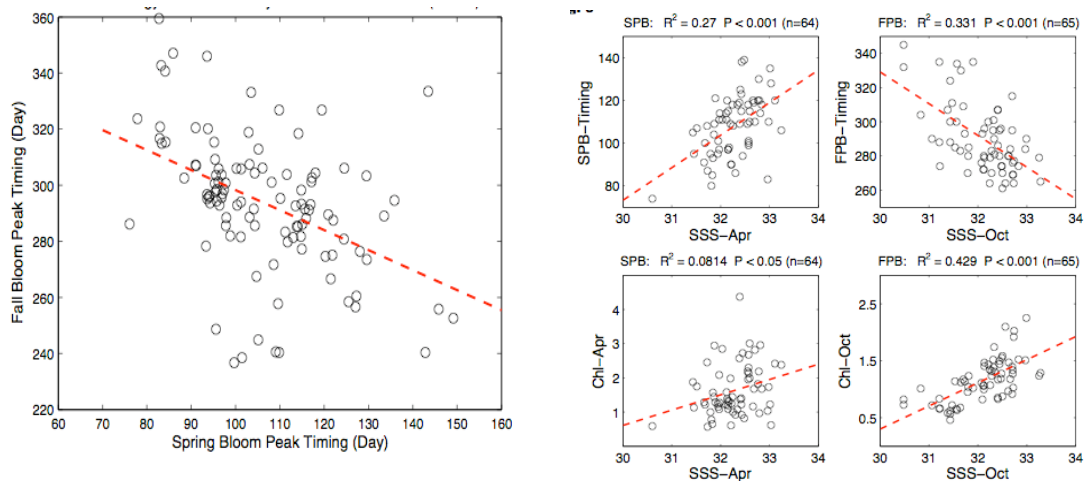 360
340
320
300
280
260
240
220
60 70 80 90 100 110 120 130 140 150 160
Fall Bloom Peak Timing (Day)
Spring Bloom Peak Timing (Day)
SPB: R² = 0.27 P < 0.001 (n=64)
140
120
100
80
SPB-Timing
30 31 32 33 34
SSS-Apr
FPB: R² = 0.331 P < 0.001 (n=65)
340
320
300
280
260
FPB-Timing
30 31 32 33 34
SSS-Oct
SPB: R² = 0.0814 P < 0.05 (n=64)
4
3
2
1
Chl-Apr
30 31 32 33 34
SSS-Apr
FPB: R² = 0.429 P < 0.001 (n=65)
2.5
1.5
0.5
Chl-Oct
30 31 32 33 34
SSS-Oct